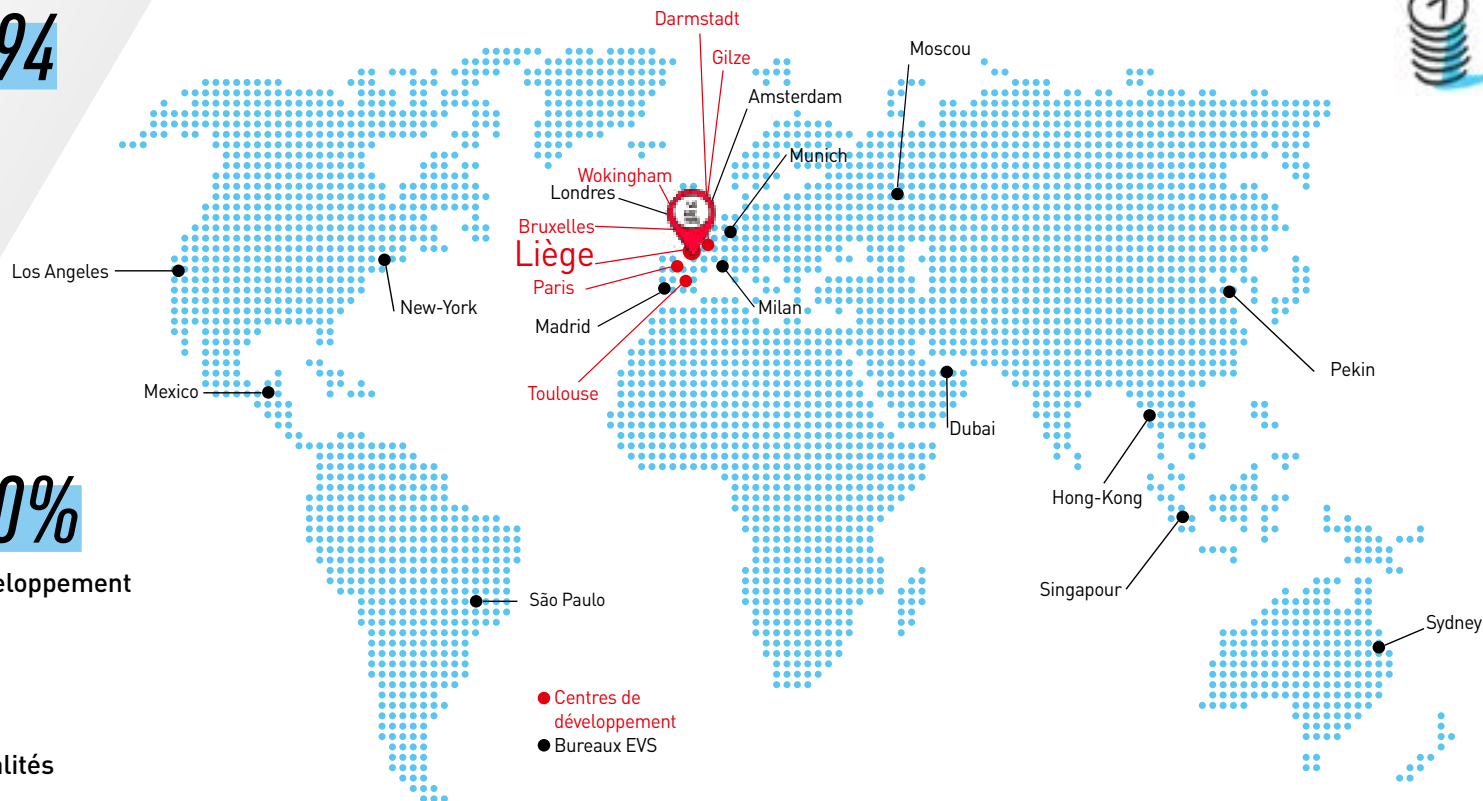 94
Darmstadt
Gilze
Moscou
Amsterdam
Munich
Wokingham
Londres
Bruxelles
Liège
Los Angeles
Paris
New-York
Milan
Madrid
Pekin
Mexico
Toulouse
Dubai
0%
Hong-Kong
eloppement
Singapour
São Paulo
Sydney
Centres de
développement
Bureaux EVS
alités